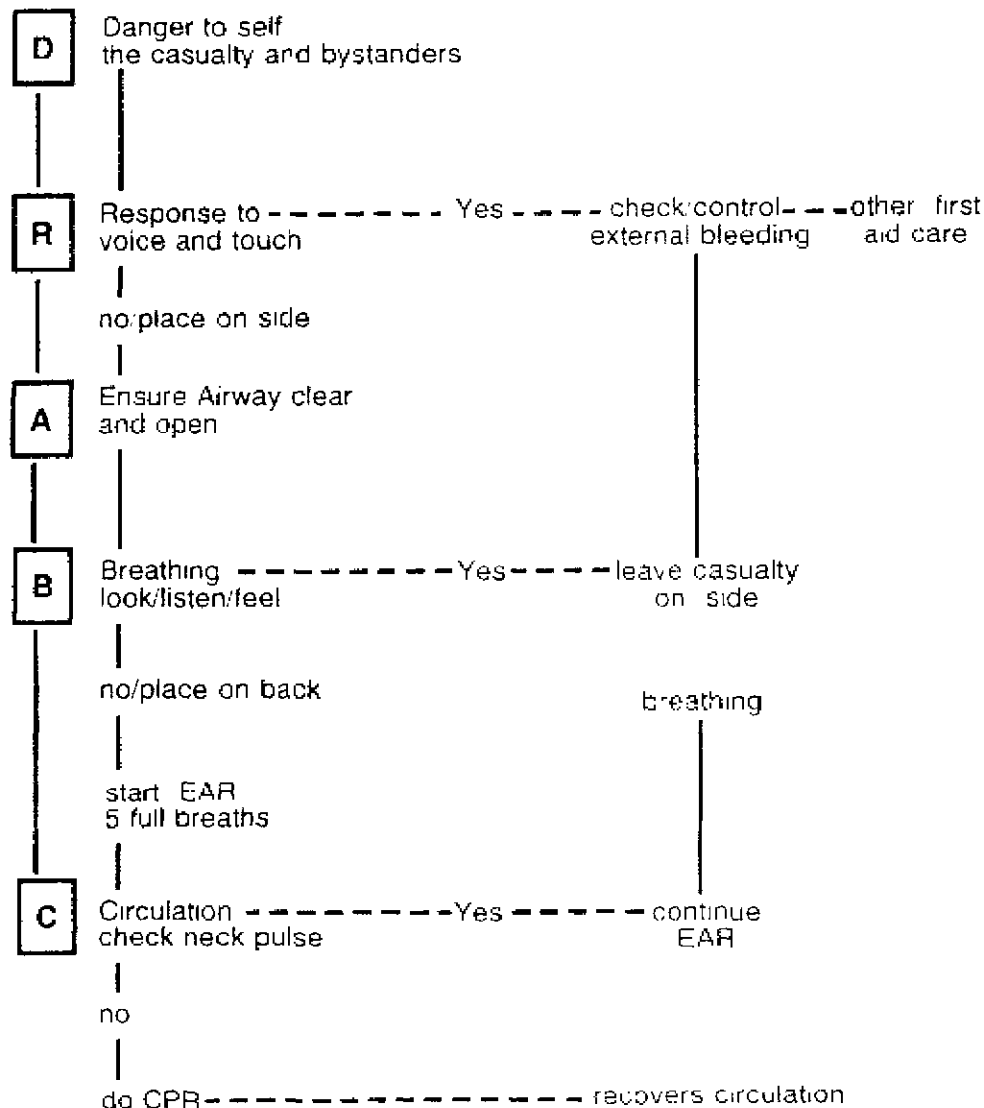 D
Danger to self
the casualty and bystanders
R
Response to Yes check/control other first
voice and touch external bleeding aid care
no/place on side
A
Ensure Airway clear
and open
B
Breathing Yes leave casualty
look/listen/feel on side
no/place on back
breathing
start EAR
5 full breaths
C
Circulation Yes continue
check neck pulse EAR
no
do CPR recovers circulation